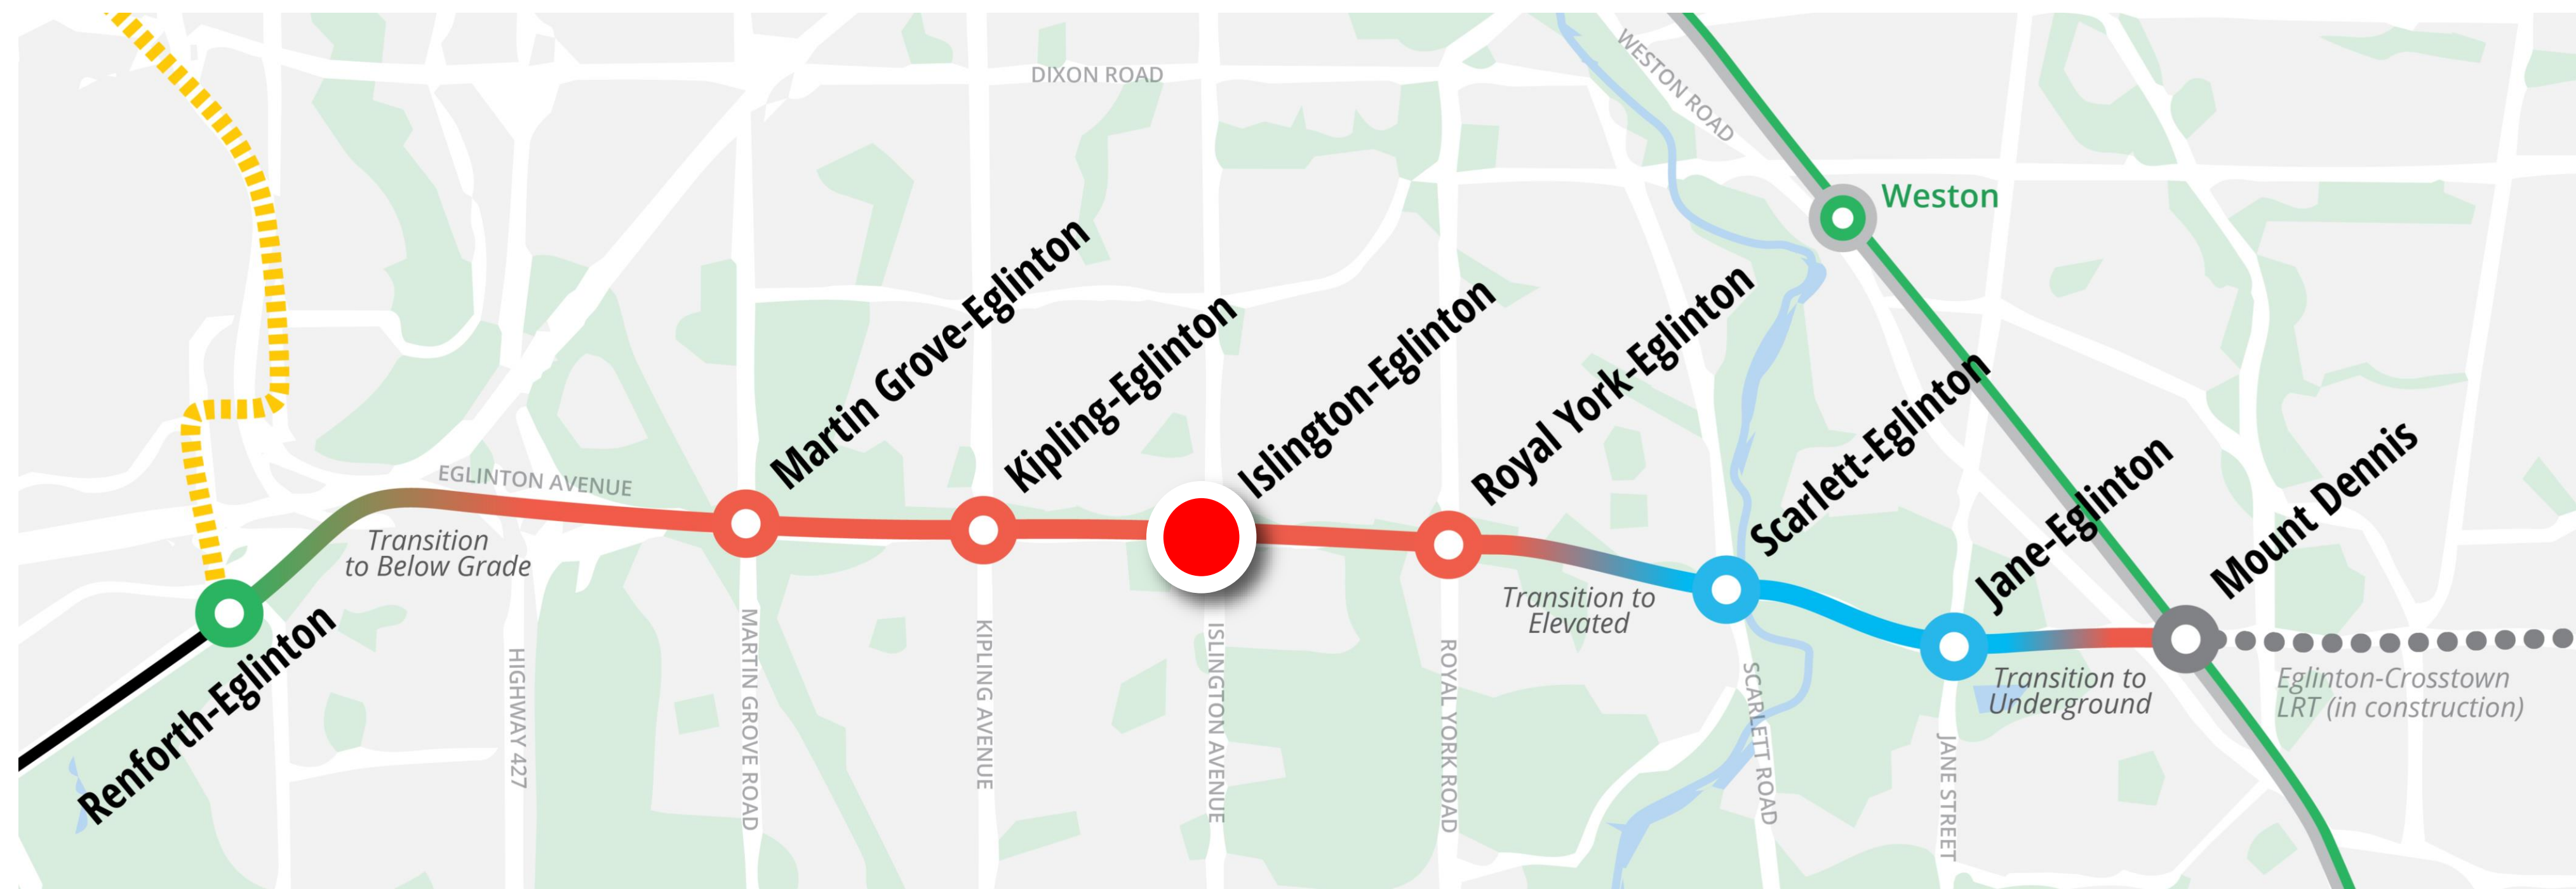 DIXON ROAD
WESTON ROAD
Weston
Martin Grove-Eglinton
Kipling-Eglinton
Islington-Eglinton
Royal York-Eglinton
Scarlett-Eglinton
Jane-Eglinton
Mount Dennis
EGLINTON AVENUE
Transition
to Below Grade
Renforth-Eglinton
Transition to
Elevated
Transition to
Underground
Eglinton-Crosstown
LRT (in construction)
HIGHWAY 427
MARTIN GROVE ROAD
KIPLING AVENUE
ISLINGTON AVENUE
ROYAL YORK ROAD
SCARLETT ROAD
JANE STREET